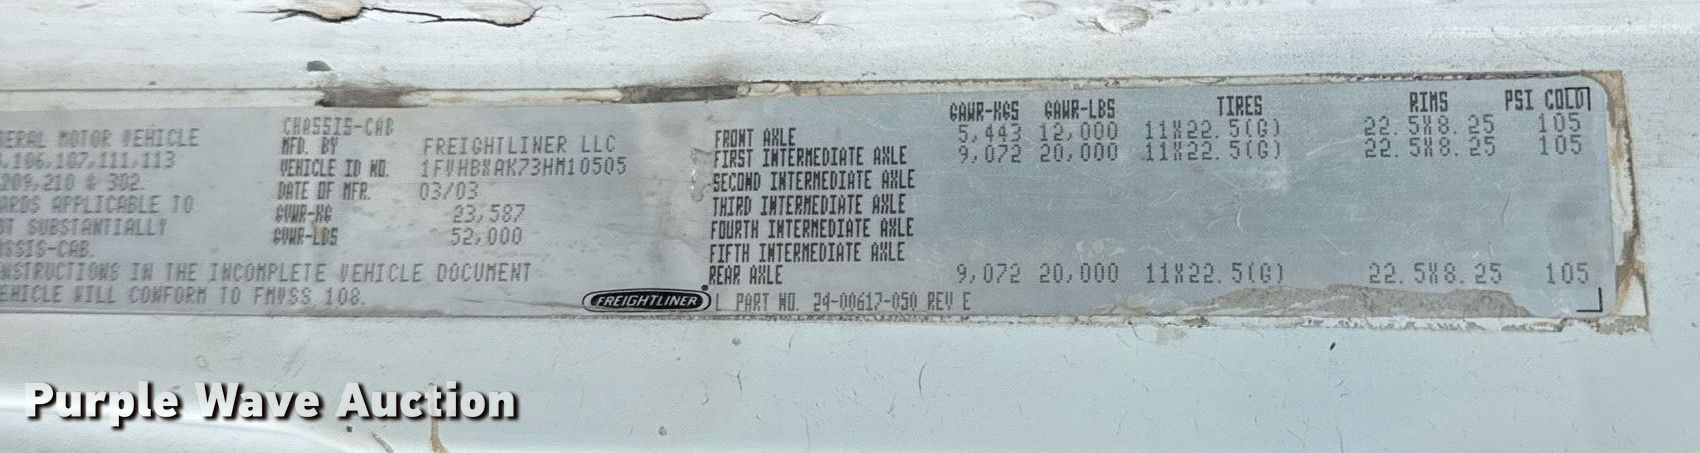 CHASSIS-CAB
ERAL MOTOR VEHICLE MFD. BY FREIGHTLINER LLC
,106,107,111,113 VEHICLE ID NO. 1FVHBXAK73HM10505
209,210 & 302. DATE OF MFR. 03/03
ARDS APPLICABLE TO GVWR-KG 23,587
T SUBSTANTIALLY GVWR-LBS 52,000
SSIS-CAB.
NSTRUCTIONS IN THE INCOMPLETE VEHICLE DOCUMENT
EHICLE WILL CONFORM TO FMVSS 108.
FREIGHTLINER
GAWR-KGS GAWR-LBS TIRES RIMS PSI COLD
FRONT AXLE 5,443 12,000 11X22.5(G) 22.5X8.25 105
FIRST INTERMEDIATE AXLE 9,072 20,000 11X22.5(G) 22.5X8.25 105
SECOND INTERMEDIATE AXLE
THIRD INTERMEDIATE AXLE
FOURTH INTERMEDIATE AXLE
FIFTH INTERMEDIATE AXLE
REAR AXLE 9,072 20,000 11X22.5(G) 22.5X8.25 105
L PART NO. 24-00617-050 REV E
Purple Wave Auction